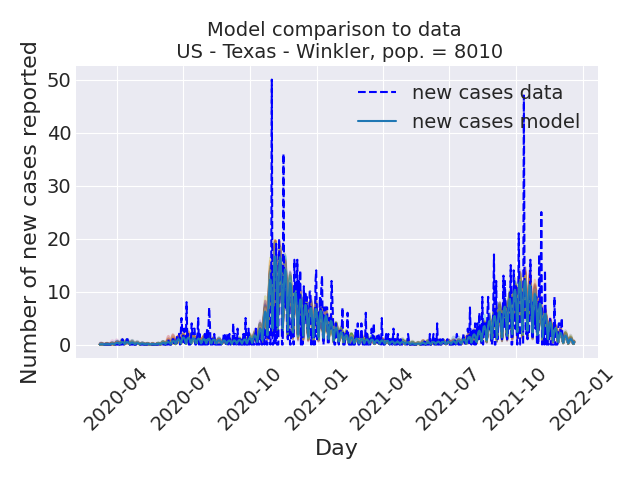 Model comparison to data
US - Texas - Winkler, pop. = 8010
Number of new cases reported
50
40
30
20
10
0
new cases data
new cases model
2020-04
2020-07
2020-10
2021-01
2021-04
2021-07
2021-10
2022-01
Day